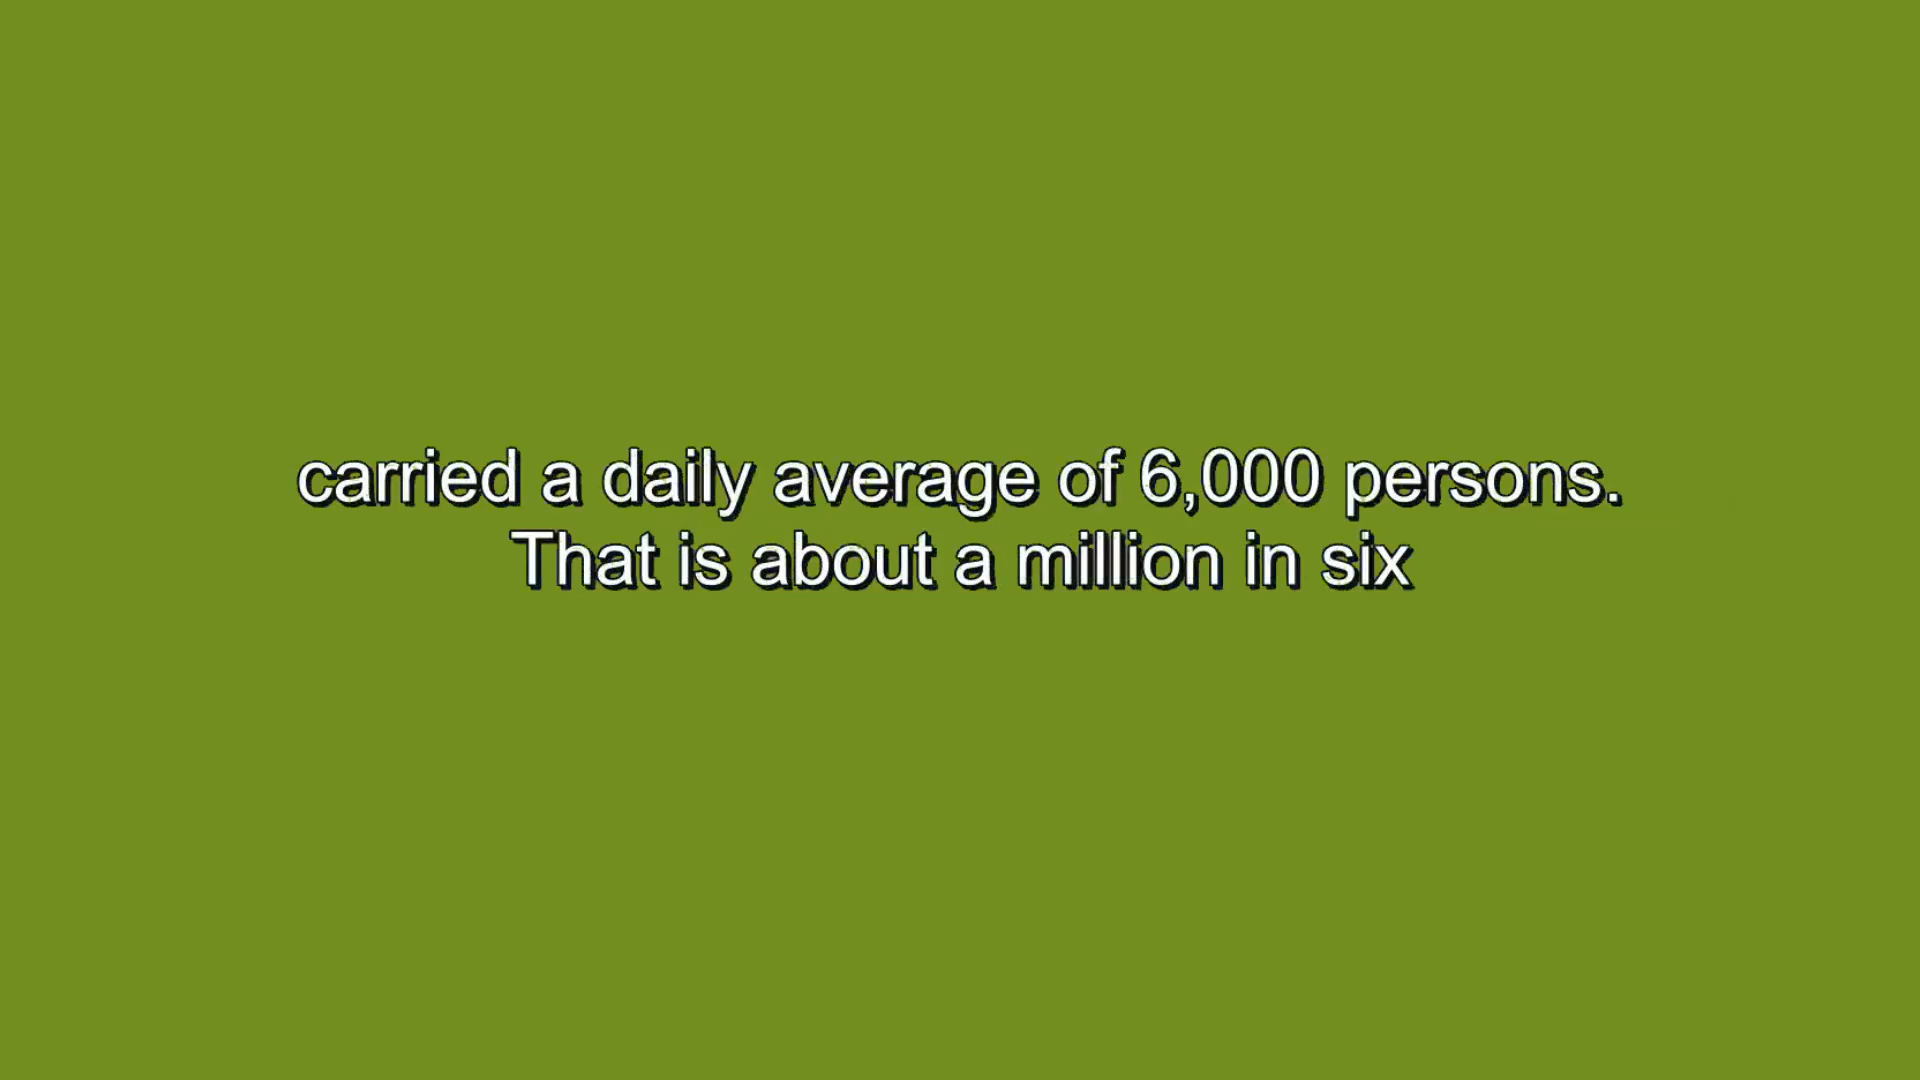 carried a daily average of 6,000 persons.
That is about a million in six